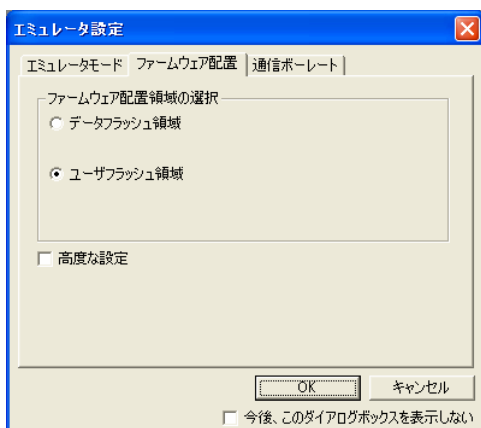 エミュレータ設定
エミュレータモード ファームウェア配置 通信ボーレート
ファームウェア配置領域の選択
データフラッシュ領域
ユーザフラッシュ領域
高度な設定
OK キャンセル
今後、このダイアログボックスを表示しない